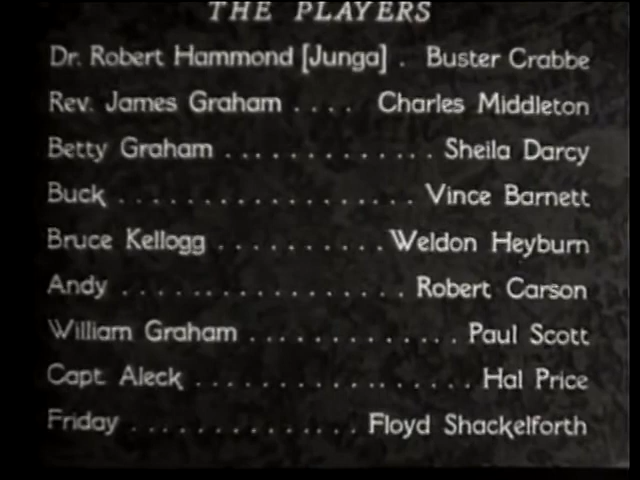 THE PLAYERS
Dr. Robert Hammond [Junga] . Buster Crabbe
Rev. James Graham .... Charles Middleton
Betty Graham ............. Sheila Darcy
Buck .................. Vince Barnett
Bruce Kellogg .......... Weldon Heyburn
Andy ................. Robert Carson
William Graham ............. Paul Scott
Capt. Aleck ................. Hal Price
Friday .............. Floyd Shackelforth